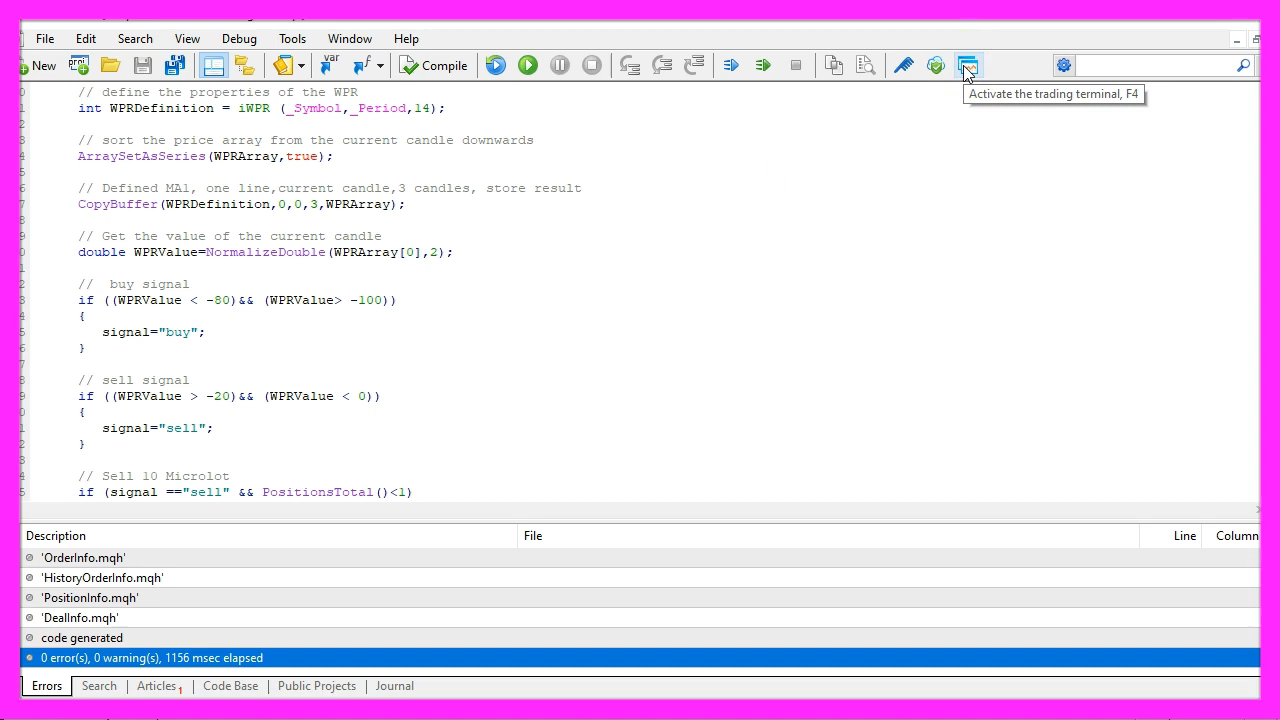 File Edit Search View Debug Tools Window Help
New Compile
Activate the trading terminal, F4
// define the properties of the WPR
int WPRDefinition = iWPR (_Symbol,_Period,14);
// sort the price array from the current candle downwards
ArraySetAsSeries(WPRArray,true);
// Defined MA1, one line,current candle,3 candles, store result
CopyBuffer(WPRDefinition,0,0,3,WPRArray);
// Get the value of the current candle
double WPRValue=NormalizeDouble(WPRArray[0],2);
//  buy signal
if ((WPRValue < -80)&& (WPRValue> -100))
{
signal="buy";
}
// sell signal
if ((WPRValue > -20)&& (WPRValue < 0))
{
signal="sell";
}
// Sell 10 Microlot
if (signal =="sell" && PositionsTotal()<1)
Description File Line Column
'OrderInfo.mqh'
'HistoryOrderInfo.mqh'
'PositionInfo.mqh'
'DealInfo.mqh'
code generated
0 error(s), 0 warning(s), 1156 msec elapsed
Errors Search Articles 1 Code Base Public Projects Journal